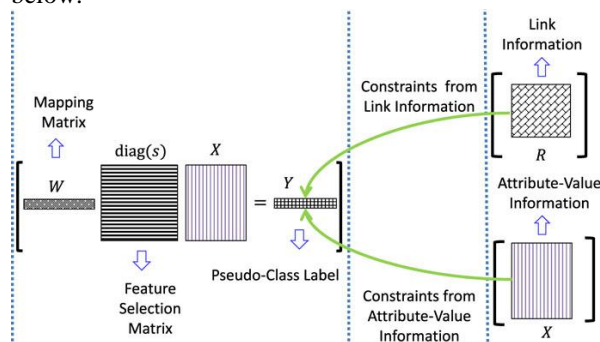 below.
Link
Information
Constraints from
Link Information
Mapping
Matrix
diag(s)
X
R
W
=
Y
Attribute-Value
Information
Pseudo-Class Label
Feature
Selection
Matrix
Constraints from
Attribute-Value
Information
X